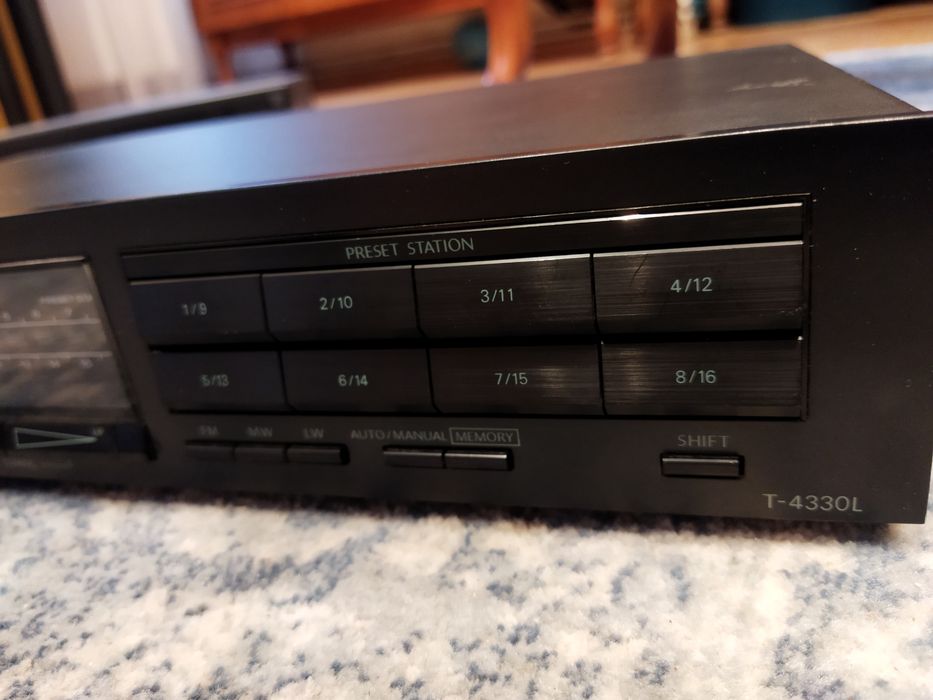 PRESET STATION
1/9 2/10 3/11 4/12
5/13 6/14 7/15 8/16
FM MW LW AUTO/MANUAL MEMORY SHIFT
T-4330L